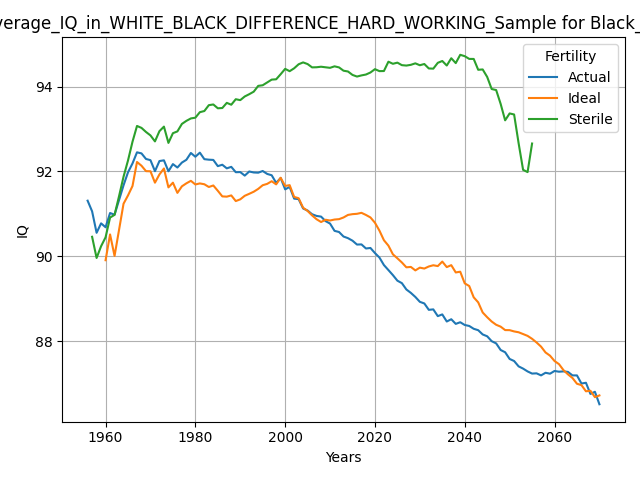 verage_IQ_in_WHITE_BLACK_DIFFERENCE_HARD_WORKING_Sample for Black_
Fertility
Actual
Ideal
Sterile
IQ
94
92
90
88
1960
1980
2000
2020
2040
2060
Years